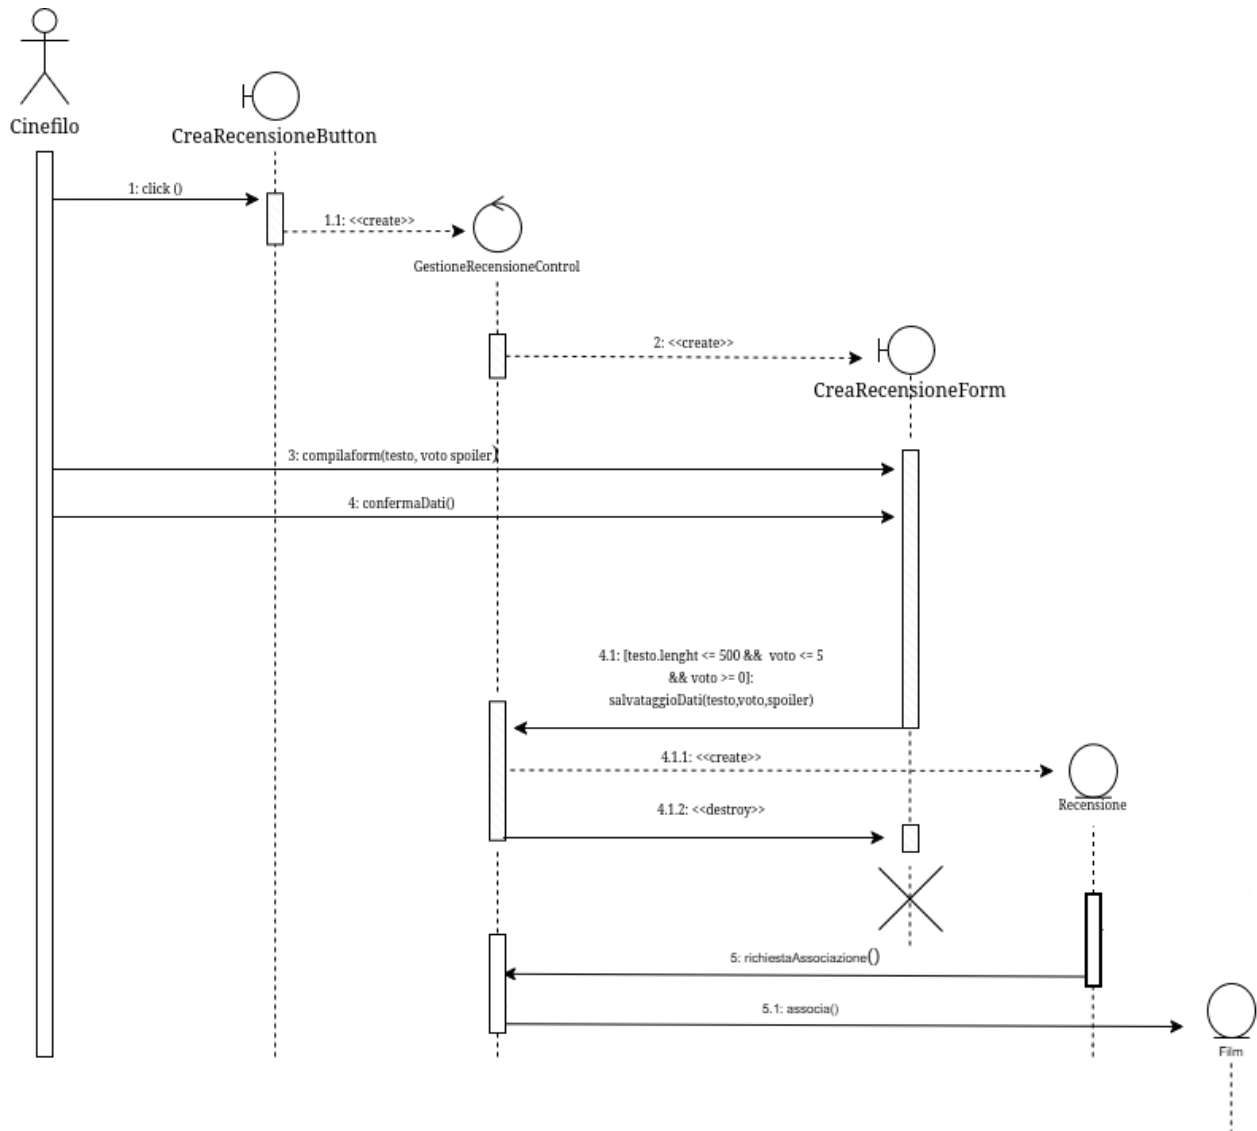 Cinefilo
CreaRecensioneButton
1: click ()
1.1: <<create>>
GestioneRecensioneControl
2: <<create>>
CreaRecensioneForm
3: compilaform(testo, voto spoiler)
4: confermaDati()
4.1: [testo.lenght <= 500 && voto <= 5
&& voto >= 0]:
salvataggioDati(testo,voto,spoiler)
4.1.1: <<create>>
Recensione
4.1.2: <<destroy>>
5: richiestaAssociazione()
5.1: associa()
Film